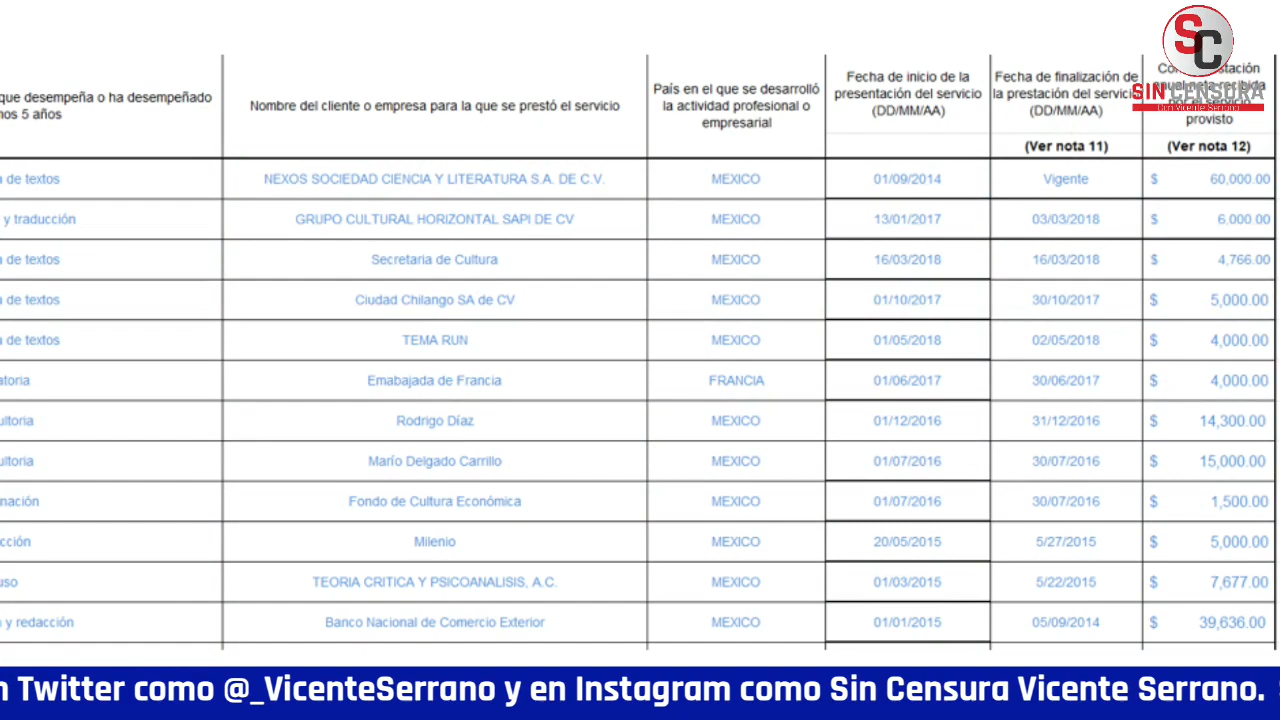 SC
SIN CENSURA
Con Vicente Serrano
que desempeña o ha desempeñado
nos 5 años
Nombre del cliente o empresa para la que se prestó el servicio
País en el que se desarrolló
la actividad profesional o
empresarial
Fecha de inicio de la
presentación del servicio
(DD/MM/AA)
Fecha de finalización de
la prestación del servicio
(DD/MM/AA)
(Ver nota 11)
anual neta recibida
por el servicio
provisto
(Ver nota 12)
a de textos NEXOS SOCIEDAD CIENCIA Y LITERATURA S.A. DE C.V. MEXICO 01/09/2014 Vigente $ 60,000.00
y traducción GRUPO CULTURAL HORIZONTAL SAPI DE CV MEXICO 13/01/2017 03/03/2018 $ 6,000.00
a de textos Secretaria de Cultura MEXICO 16/03/2018 16/03/2018 $ 4,766.00
a de textos Ciudad Chilango SA de CV MEXICO 01/10/2017 30/10/2017 $ 5,000.00
a de textos TEMA RUN MEXICO 01/05/2018 02/05/2018 $ 4,000.00
atoria Emabajada de Francia FRANCIA 01/06/2017 30/06/2017 $ 4,000.00
ultoria Rodrigo Díaz MEXICO 01/12/2016 31/12/2016 $ 14,300.00
ultoria Marío Delgado Carrillo MEXICO 01/07/2016 30/07/2016 $ 15,000.00
nación Fondo de Cultura Económica MEXICO 01/07/2016 30/07/2016 $ 1,500.00
cción Milenio MEXICO 20/05/2015 5/27/2015 $ 5,000.00
uso TEORIA CRITICA Y PSICOANALISIS, A.C. MEXICO 01/03/2015 5/22/2015 $ 7,677.00
y redacción Banco Nacional de Comercio Exterior MEXICO 01/01/2015 05/09/2014 $ 39,636.00
n Twitter como @_VicenteSerrano y en Instagram como Sin Censura Vicente Serrano.